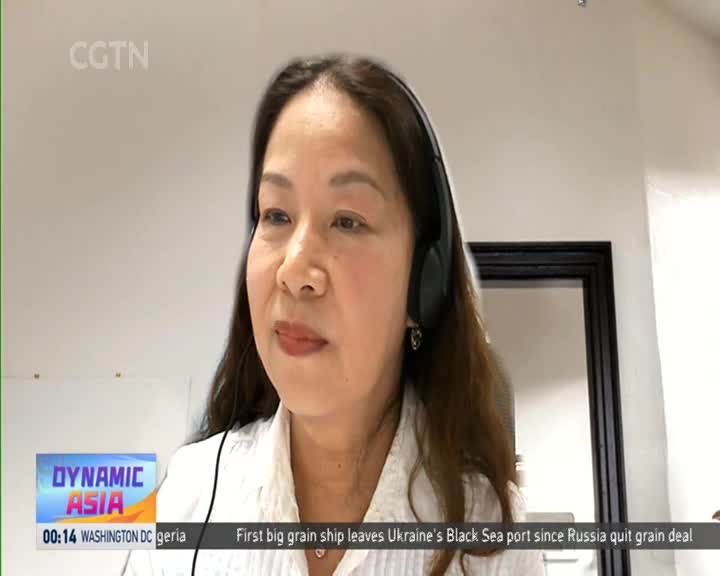 CGTN
DYNAMIC
ASIA
00:14 WASHINGTON DC geria First big grain ship leaves Ukraine's Black Sea port since Russia quit grain deal